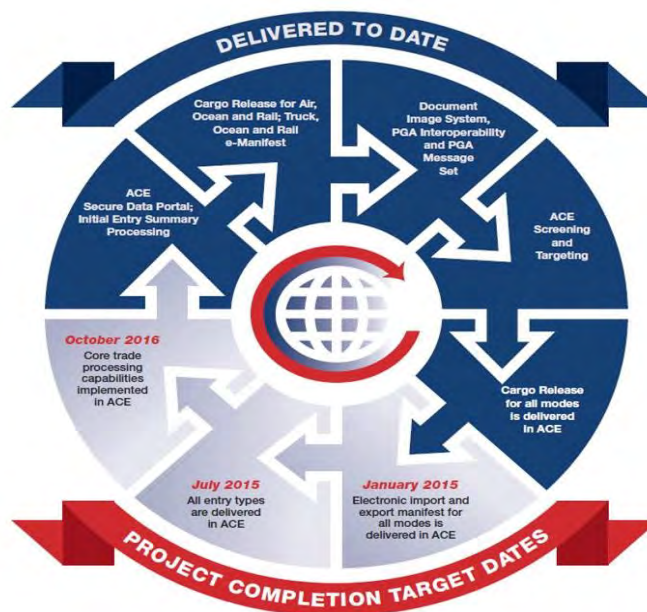 DELIVERED TO DATE
Cargo Release for Air,
Ocean and Rail; Truck,
Ocean and Rail
e-Manifest
Document
Image System,
PGA Interoperability
and PGA
Message
Set
ACE
Secure Data Portal;
Initial Entry Summary
Processing
ACE
Screening
and
Targeting
October 2016
Core trade
processing
capabilities
implemented
in ACE
Cargo Release
for all modes
is delivered
in ACE
July 2015
All entry types
are delivered
in ACE
January 2015
Electronic import and
export manifest for
all modes is
delivered in ACE
PROJECT COMPLETION TARGET DATES